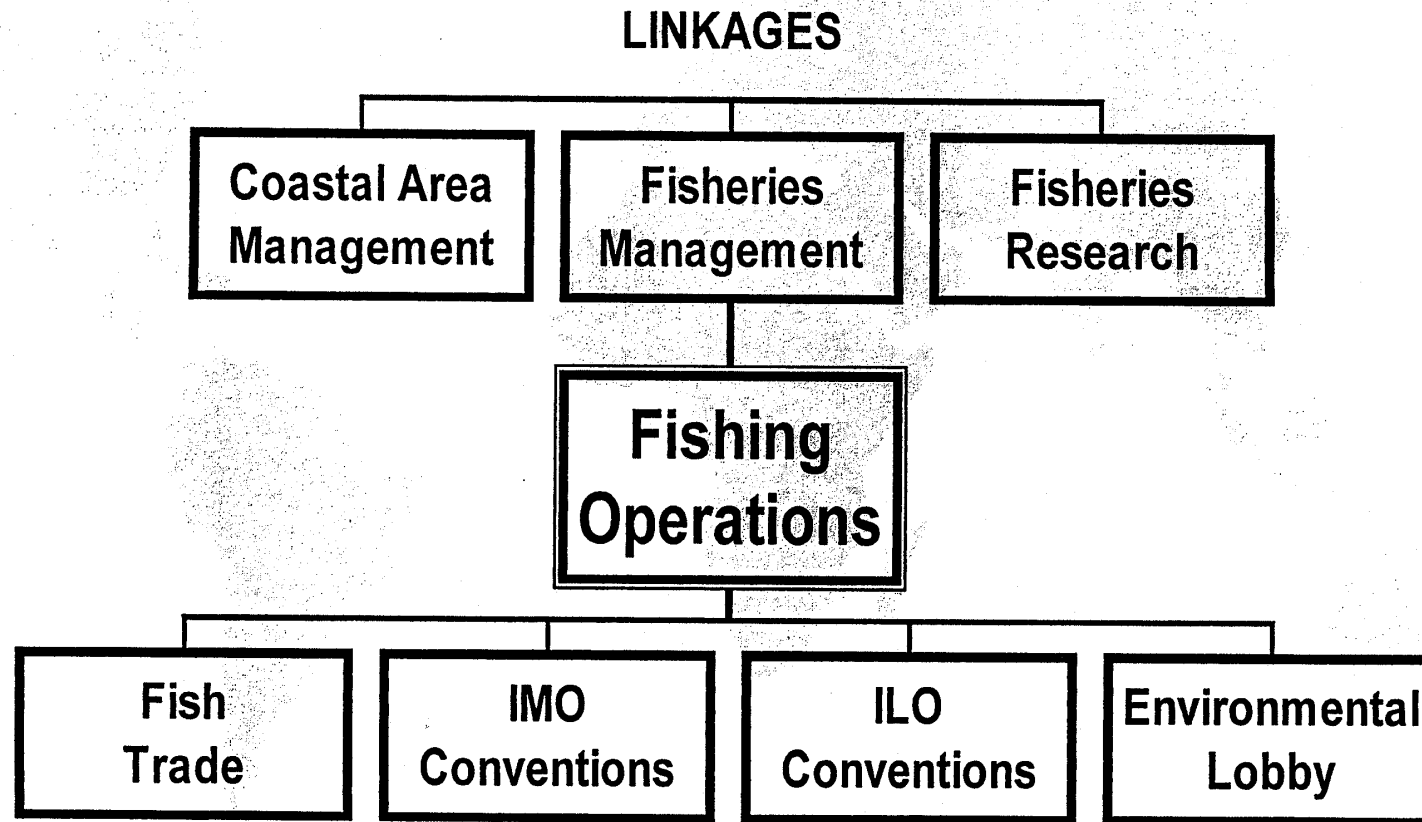 LINKAGES
Coastal Area
Management
Fisheries
Management
Fisheries
Research
Fishing
Operations
Fish
Trade
IMO
Conventions
ILO
Conventions
Environmental
Lobby